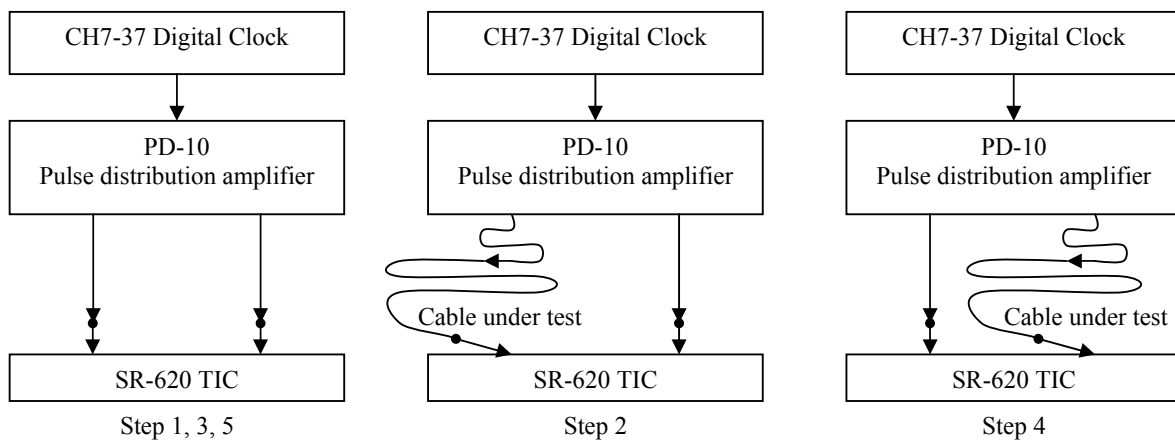 CH7-37 Digital Clock
PD-10
Pulse distribution amplifier
SR-620 TIC
Step 1, 3, 5
CH7-37 Digital Clock
PD-10
Pulse distribution amplifier
Cable under test
SR-620 TIC
Step 2
CH7-37 Digital Clock
PD-10
Pulse distribution amplifier
Cable under test
SR-620 TIC
Step 4